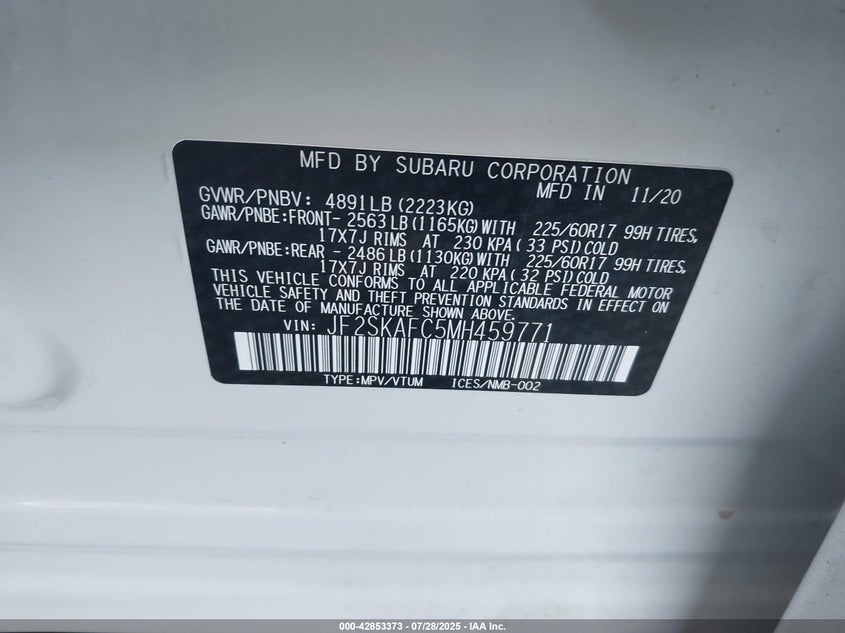 MFD BY SUBARU CORPORATION
MFD IN 11/20
GVWR/PNBV: 4891LB (2223KG)
GAWR/PNBE:FRONT- 2563LB (1165KG) WITH 225/60R17 99H TIRES,
17X7J RIMS AT 230 KPA ( 33 PSI) COLD
GAWR/PNBE:REAR - 2486LB (1130KG) WITH 225/60R17 99H TIRES,
17X7J RIMS AT 220 KPA ( 32 PSI) COLD
THIS VEHICLE CONFORMS TO ALL APPLICABLE FEDERAL MOTOR
VEHICLE SAFETY AND THEFT PREVENTION STANDARDS IN EFFECT ON
THE DATE OF MANUFACTURE SHOWN ABOVE.
VIN: JF2SKAFC5MH459771
TYPE:MPV/VTUM ICES/NMB-002
000-42853373 - 07/28/2025 - IAA Inc.